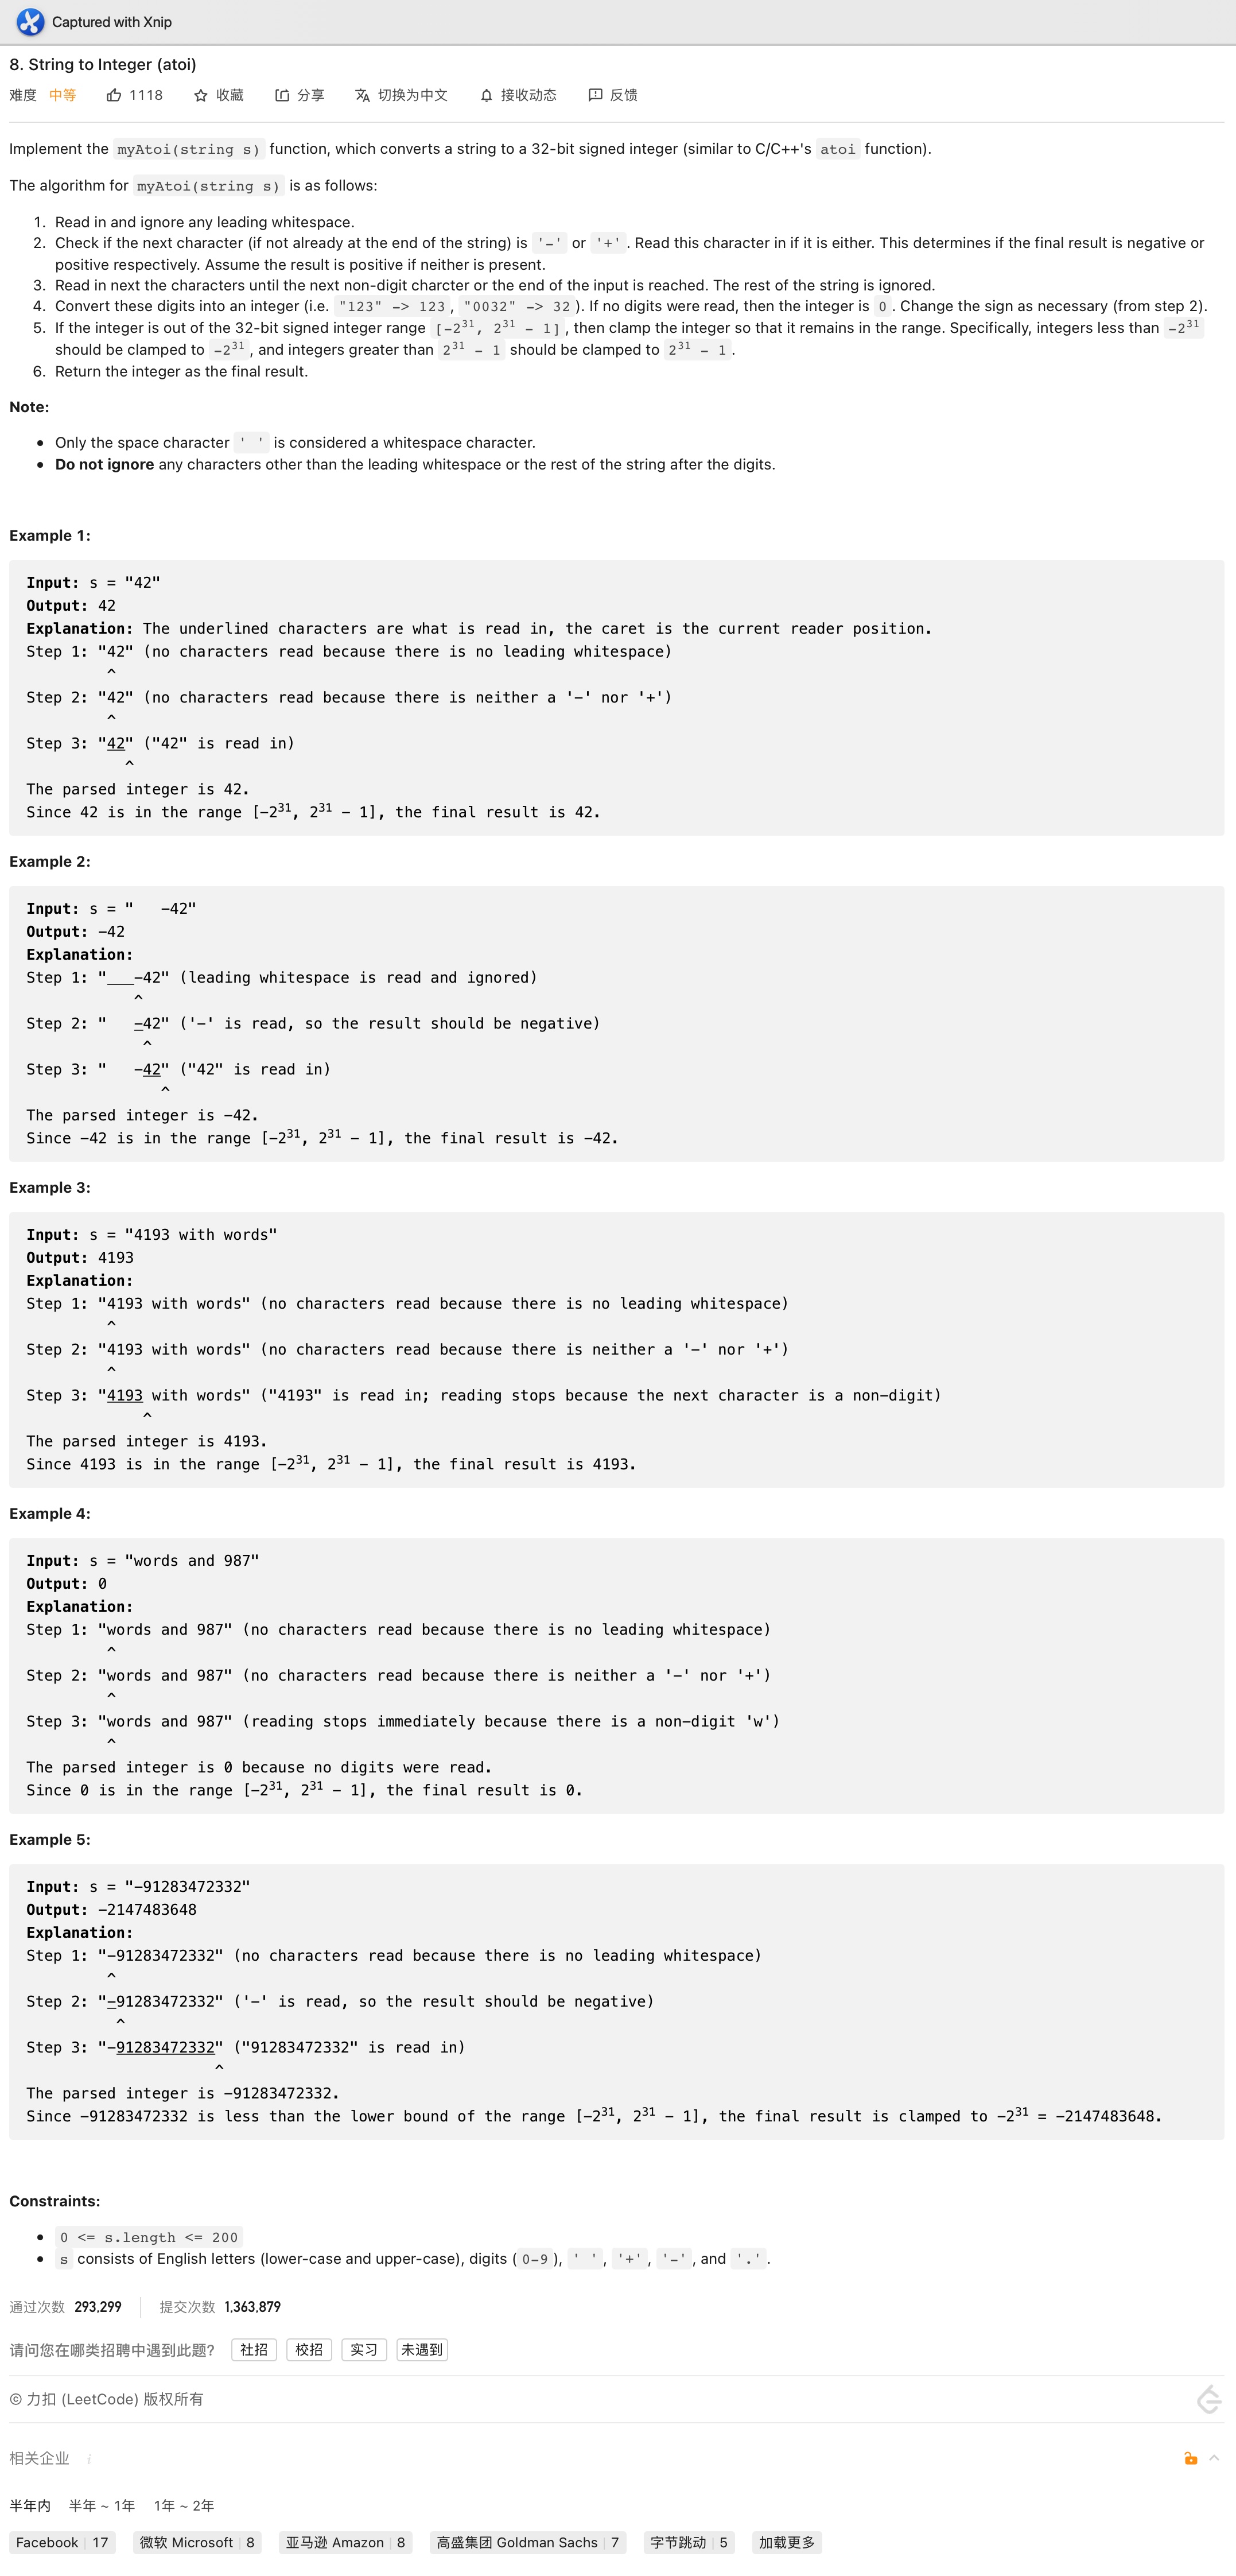 Captured with Xnip
8. String to Integer (atoi)
难度 中等 1118 收藏 分享 切换为中文 接收动态 反馈
Implement the myAtoi(string s) function, which converts a string to a 32-bit signed integer (similar to C/C++'s atoi function).
The algorithm for myAtoi(string s) is as follows:
1. Read in and ignore any leading whitespace.
2. Check if the next character (if not already at the end of the string) is '-' or '+'. Read this character in if it is either. This determines if the final result is negative or
positive respectively. Assume the result is positive if neither is present.
3. Read in next the characters until the next non-digit charcter or the end of the input is reached. The rest of the string is ignored.
4. Convert these digits into an integer (i.e. "123" -> 123, "0032" -> 32). If no digits were read, then the integer is 0. Change the sign as necessary (from step 2).
5. If the integer is out of the 32-bit signed integer range [-2³¹, 2³¹ - 1], then clamp the integer so that it remains in the range. Specifically, integers less than -2³¹
should be clamped to -2³¹, and integers greater than 2³¹ - 1 should be clamped to 2³¹ - 1.
6. Return the integer as the final result.
Note:
• Only the space character ' ' is considered a whitespace character.
• Do not ignore any characters other than the leading whitespace or the rest of the string after the digits.
Example 1:
Input: s = "42"
Output: 42
Explanation: The underlined characters are what is read in, the caret is the current reader position.
Step 1: "42" (no characters read because there is no leading whitespace)
         ^
Step 2: "42" (no characters read because there is neither a '-' nor '+')
         ^
Step 3: "42" ("42" is read in)
           ^
The parsed integer is 42.
Since 42 is in the range [-2³¹, 2³¹ - 1], the final result is 42.
Example 2:
Input: s = "   -42"
Output: -42
Explanation:
Step 1: "___-42" (leading whitespace is read and ignored)
            ^
Step 2: "   -42" ('-' is read, so the result should be negative)
             ^
Step 3: "   -42" ("42" is read in)
               ^
The parsed integer is -42.
Since -42 is in the range [-2³¹, 2³¹ - 1], the final result is -42.
Example 3:
Input: s = "4193 with words"
Output: 4193
Explanation:
Step 1: "4193 with words" (no characters read because there is no leading whitespace)
         ^
Step 2: "4193 with words" (no characters read because there is neither a '-' nor '+')
         ^
Step 3: "4193 with words" ("4193" is read in; reading stops because the next character is a non-digit)
             ^
The parsed integer is 4193.
Since 4193 is in the range [-2³¹, 2³¹ - 1], the final result is 4193.
Example 4:
Input: s = "words and 987"
Output: 0
Explanation:
Step 1: "words and 987" (no characters read because there is no leading whitespace)
         ^
Step 2: "words and 987" (no characters read because there is neither a '-' nor '+')
         ^
Step 3: "words and 987" (reading stops immediately because there is a non-digit 'w')
         ^
The parsed integer is 0 because no digits were read.
Since 0 is in the range [-2³¹, 2³¹ - 1], the final result is 0.
Example 5:
Input: s = "-91283472332"
Output: -2147483648
Explanation:
Step 1: "-91283472332" (no characters read because there is no leading whitespace)
         ^
Step 2: "-91283472332" ('-' is read, so the result should be negative)
          ^
Step 3: "-91283472332" ("91283472332" is read in)
                     ^
The parsed integer is -91283472332.
Since -91283472332 is less than the lower bound of the range [-2³¹, 2³¹ - 1], the final result is clamped to -2³¹ = -2147483648.
Constraints:
• 0 <= s.length <= 200
• s consists of English letters (lower-case and upper-case), digits (0-9), ' ', '+', '-', and '.'.
通过次数 293,299 提交次数 1,363,879
请问您在哪类招聘中遇到此题? 社招 校招 实习 未遇到
© 力扣 (LeetCode) 版权所有
相关企业 i
半年内 半年 ~ 1年 1年 ~ 2年
Facebook | 17 微软 Microsoft | 8 亚马逊 Amazon | 8 高盛集团 Goldman Sachs | 7 字节跳动 | 5 加载更多